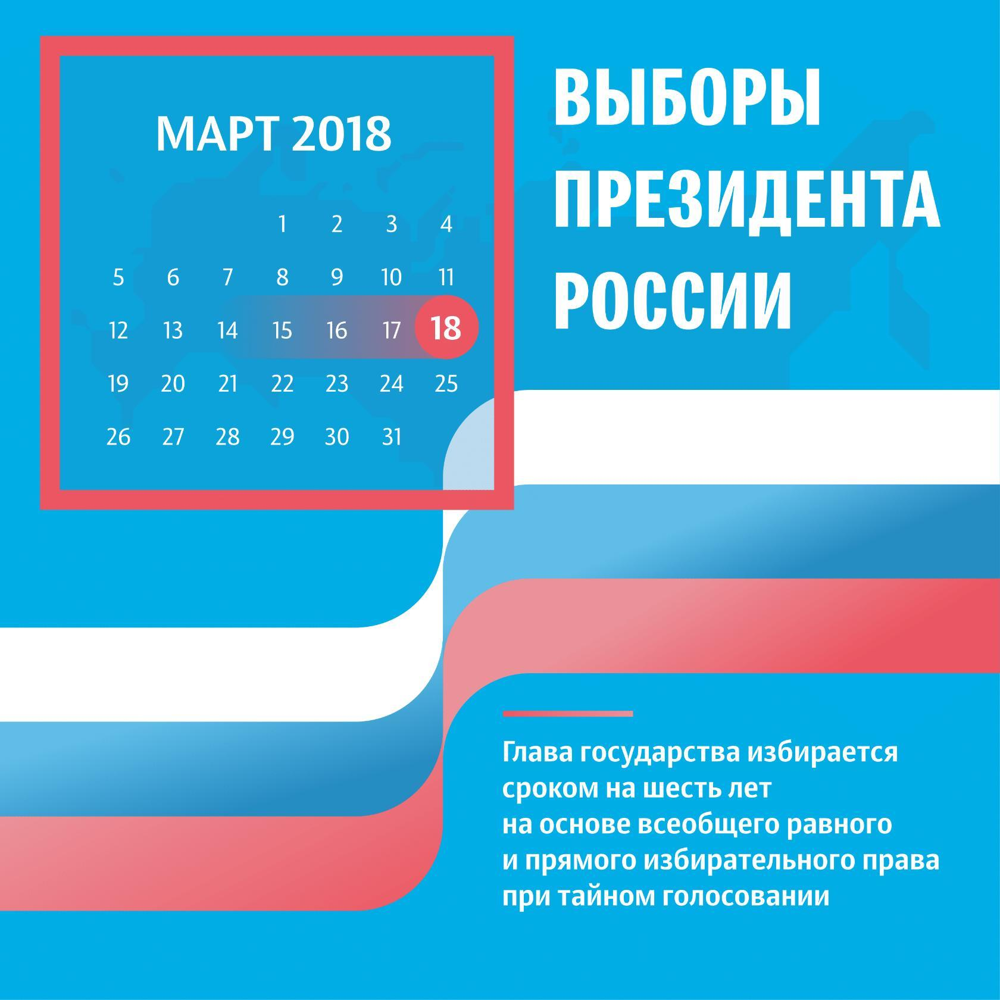 МАРТ 2018
1 2 3 4
5 6 7 8 9 10 11
12 13 14 15 16 17 18
19 20 21 22 23 24 25
26 27 28 29 30 31
ВЫБОРЫ
ПРЕЗИДЕНТА
РОССИИ
Глава государства избирается
сроком на шесть лет
на основе всеобщего равного
и прямого избирательного права
при тайном голосовании